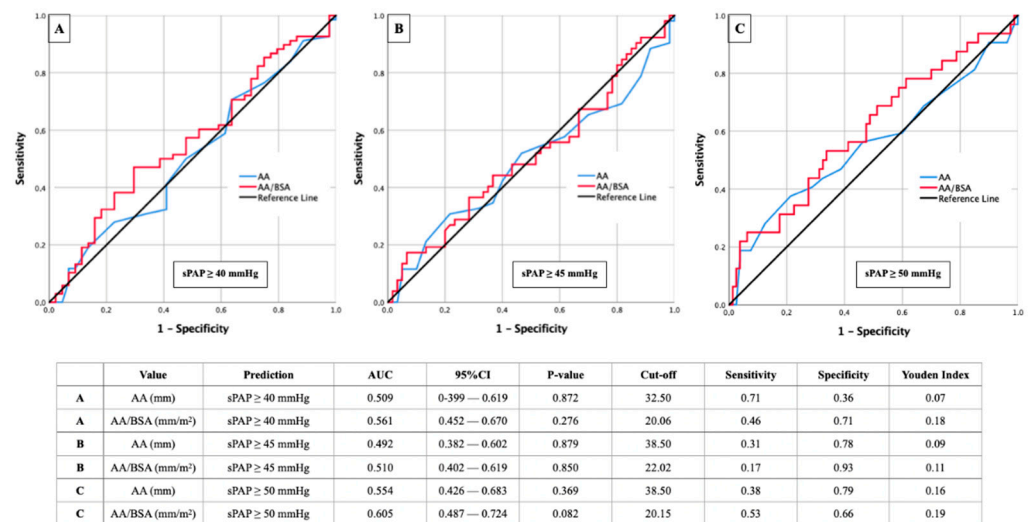 A
B
C
1.0
0.8
0.6
0.4
0.2
0.0
Sensitivity
AA
AA/BSA
Reference Line
sPAP ≥ 40 mmHg
0.0 0.2 0.4 0.6 0.8 1.0
1 - Specificity
1.0
0.8
0.6
0.4
0.2
0.0
Sensitivity
AA
AA/BSA
Reference Line
sPAP ≥ 45 mmHg
0.0 0.2 0.4 0.6 0.8 1.0
1 - Specificity
1.0
0.8
0.6
0.4
0.2
0.0
Sensitivity
AA
AA/BSA
Reference Line
sPAP ≥ 50 mmHg
0.0 0.2 0.4 0.6 0.8 1.0
1 - Specificity
Value Prediction AUC 95%CI P-value Cut-off Sensitivity Specificity Youden Index
A AA (mm) sPAP ≥ 40 mmHg 0.509 0-399 — 0.619 0.872 32.50 0.71 0.36 0.07
A AA/BSA (mm/m²) sPAP ≥ 40 mmHg 0.561 0.452 — 0.670 0.276 20.06 0.46 0.71 0.18
B AA (mm) sPAP ≥ 45 mmHg 0.492 0.382 — 0.602 0.879 38.50 0.31 0.78 0.09
B AA/BSA (mm/m²) sPAP ≥ 45 mmHg 0.510 0.402 — 0.619 0.850 22.02 0.17 0.93 0.11
C AA (mm) sPAP ≥ 50 mmHg 0.554 0.426 — 0.683 0.369 38.50 0.38 0.79 0.16
C AA/BSA (mm/m²) sPAP ≥ 50 mmHg 0.605 0.487 — 0.724 0.082 20.15 0.53 0.66 0.19